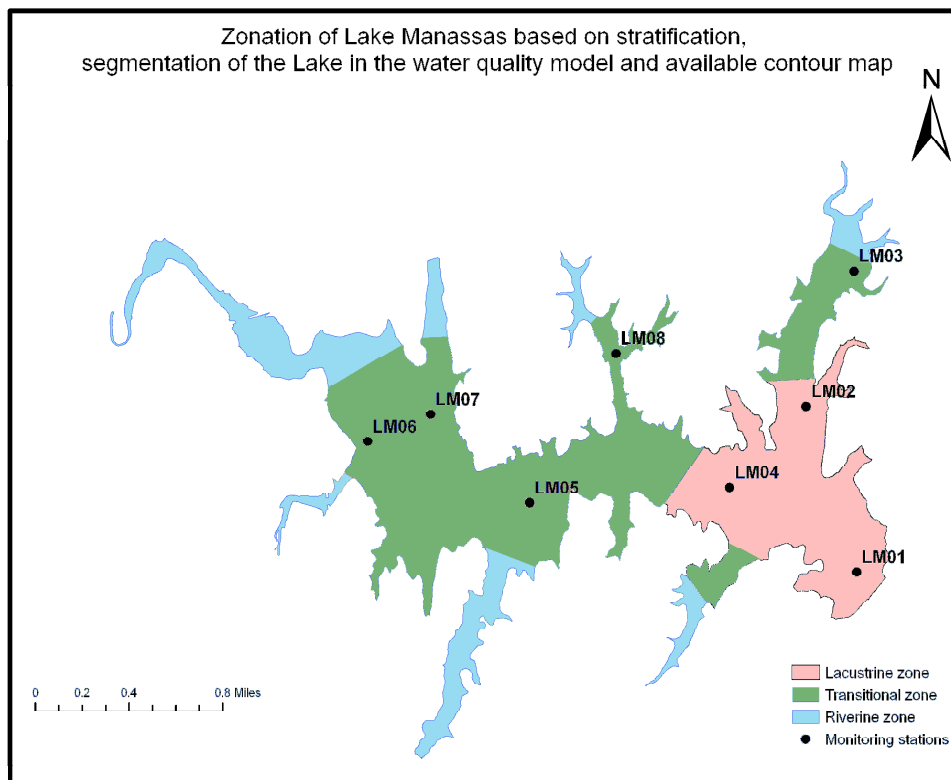 Zonation of Lake Manassas based on stratification,
segmentation of the Lake in the water quality model and available contour map
N
LM03
LM08
LM02
LM07
LM06
LM04
LM05
LM01
Lacustrine zone
Transitional zone
Riverine zone
Monitoring stations
0 0.2 0.4 0.8 Miles